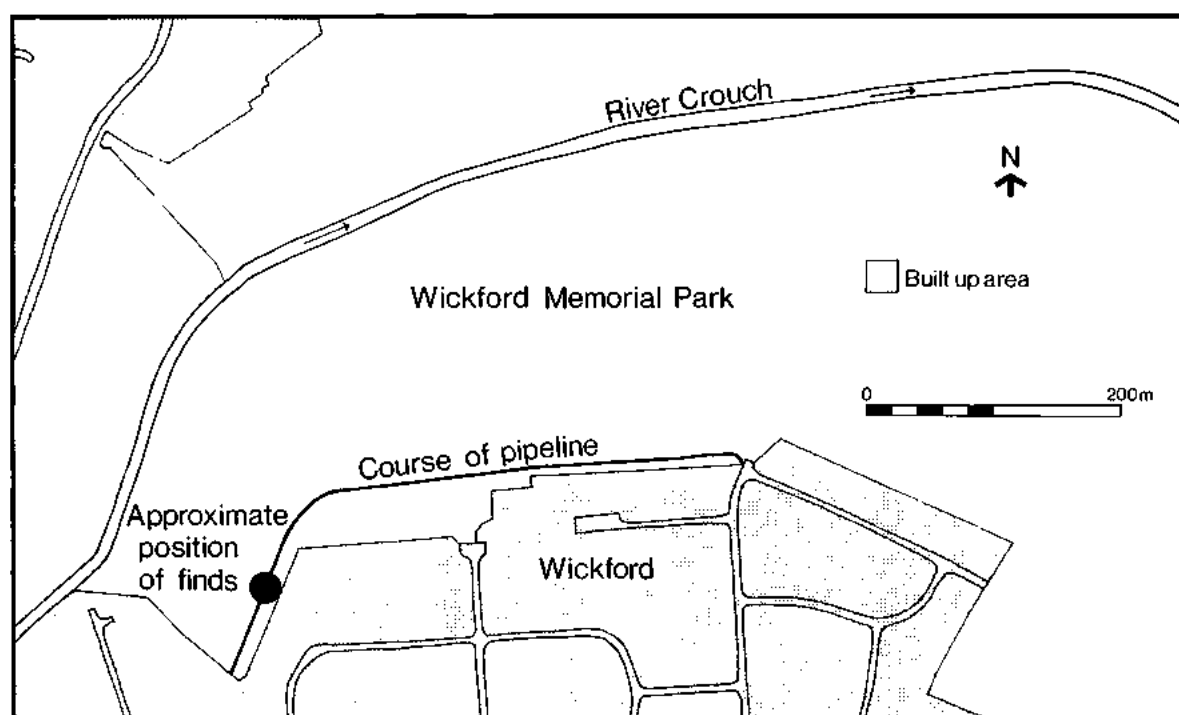 River Crouch
N
Built up area
Wickford Memorial Park
0 200m
Course of pipeline
Approximate
position
of finds
Wickford